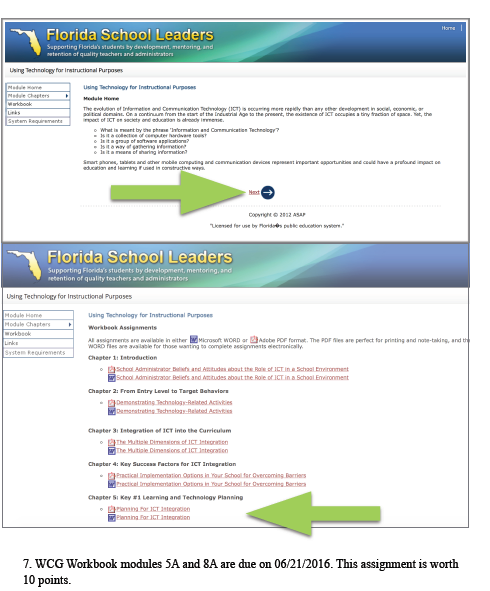 Home |
Florida School Leaders
Supporting Florida's students by development, mentoring, and
retention of quality teachers and administrators
Using Technology for Instructional Purposes
Module Home
Module Chapters
Workbook
Links
System Requirements
Using Technology for Instructional Purposes
Module Home
The evolution of Information and Communication Technology (ICT) is occurring more rapidly than any other development in social, economic, or
political domains. On a continuum from the start of the Industrial Age to the present, the existence of ICT occupies a tiny fraction of space. Yet, the
impact of ICT on society and education is already immense.
What is meant by the phrase 'Information and Communication Technology'?
Is it a collection of computer hardware tools?
Is it a group of software applications?
Is it a way of gathering information?
Is it a means of sharing information?
Smart phones, tablets and other mobile computing and communication devices represent important opportunities and could have a profound impact on
education and learning if used in constructive ways.
Next
Copyright © 2012 ASAP
"Licensed for use by Florida�s public education system."
Florida School Leaders
Supporting Florida's students by development, mentoring, and
retention of quality teachers and administrators
Using Technology for Instructional Purposes
Module Home
Module Chapters
Workbook
Links
System Requirements
Using Technology for Instructional Purposes
Workbook Assignments
All assignments are available in either Microsoft WORD or Adobe PDF format. The PDF files are perfect for printing and note-taking, and the
WORD files are available for those wanting to complete assignments electronically.
Chapter 1: Introduction
School Administrator Beliefs and Attitudes about the Role of ICT in a School Environment
School Administrator Beliefs and Attitudes about the Role of ICT in a School Environment
Chapter 2: From Entry Level to Target Behaviors
Demonstrating Technology-Related Activities
Demonstrating Technology-Related Activities
Chapter 3: Integration of ICT into the Curriculum
The Multiple Dimensions of ICT Integration
The Multiple Dimensions of ICT Integration
Chapter 4: Key Success Factors for ICT Integration
Practical Implementation Options in Your School for Overcoming Barriers
Practical Implementation Options in Your School for Overcoming Barriers
Chapter 5: Key #1 Learning and Technology Planning
Planning For ICT Integration
Planning For ICT Integration
7. WCG Workbook modules 5A and 8A are due on 06/21/2016. This assignment is worth
10 points.